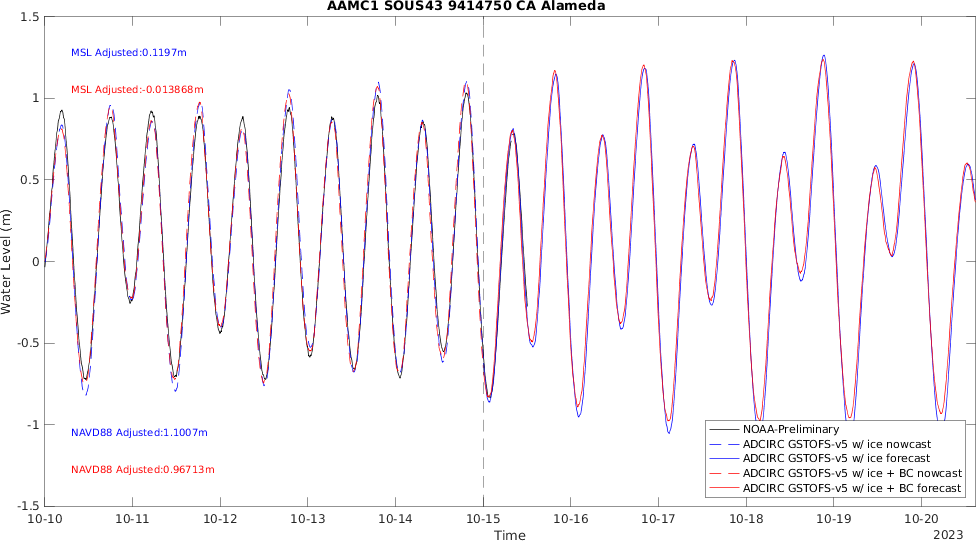 AAMC1 SOUS43 9414750 CA Alameda
1.5
1
0.5
0
-0.5
-1
-1.5
Water Level (m)
MSL Adjusted:0.1197m
MSL Adjusted:-0.013868m
NAVD88 Adjusted:1.1007m
NAVD88 Adjusted:0.96713m
NOAA-Preliminary
ADCIRC GSTOFS-v5 w/ ice nowcast
ADCIRC GSTOFS-v5 w/ ice forecast
ADCIRC GSTOFS-v5 w/ ice + BC nowcast
ADCIRC GSTOFS-v5 w/ ice + BC forecast
10-10 10-11 10-12 10-13 10-14 10-15 10-16 10-17 10-18 10-19 10-20
Time
2023